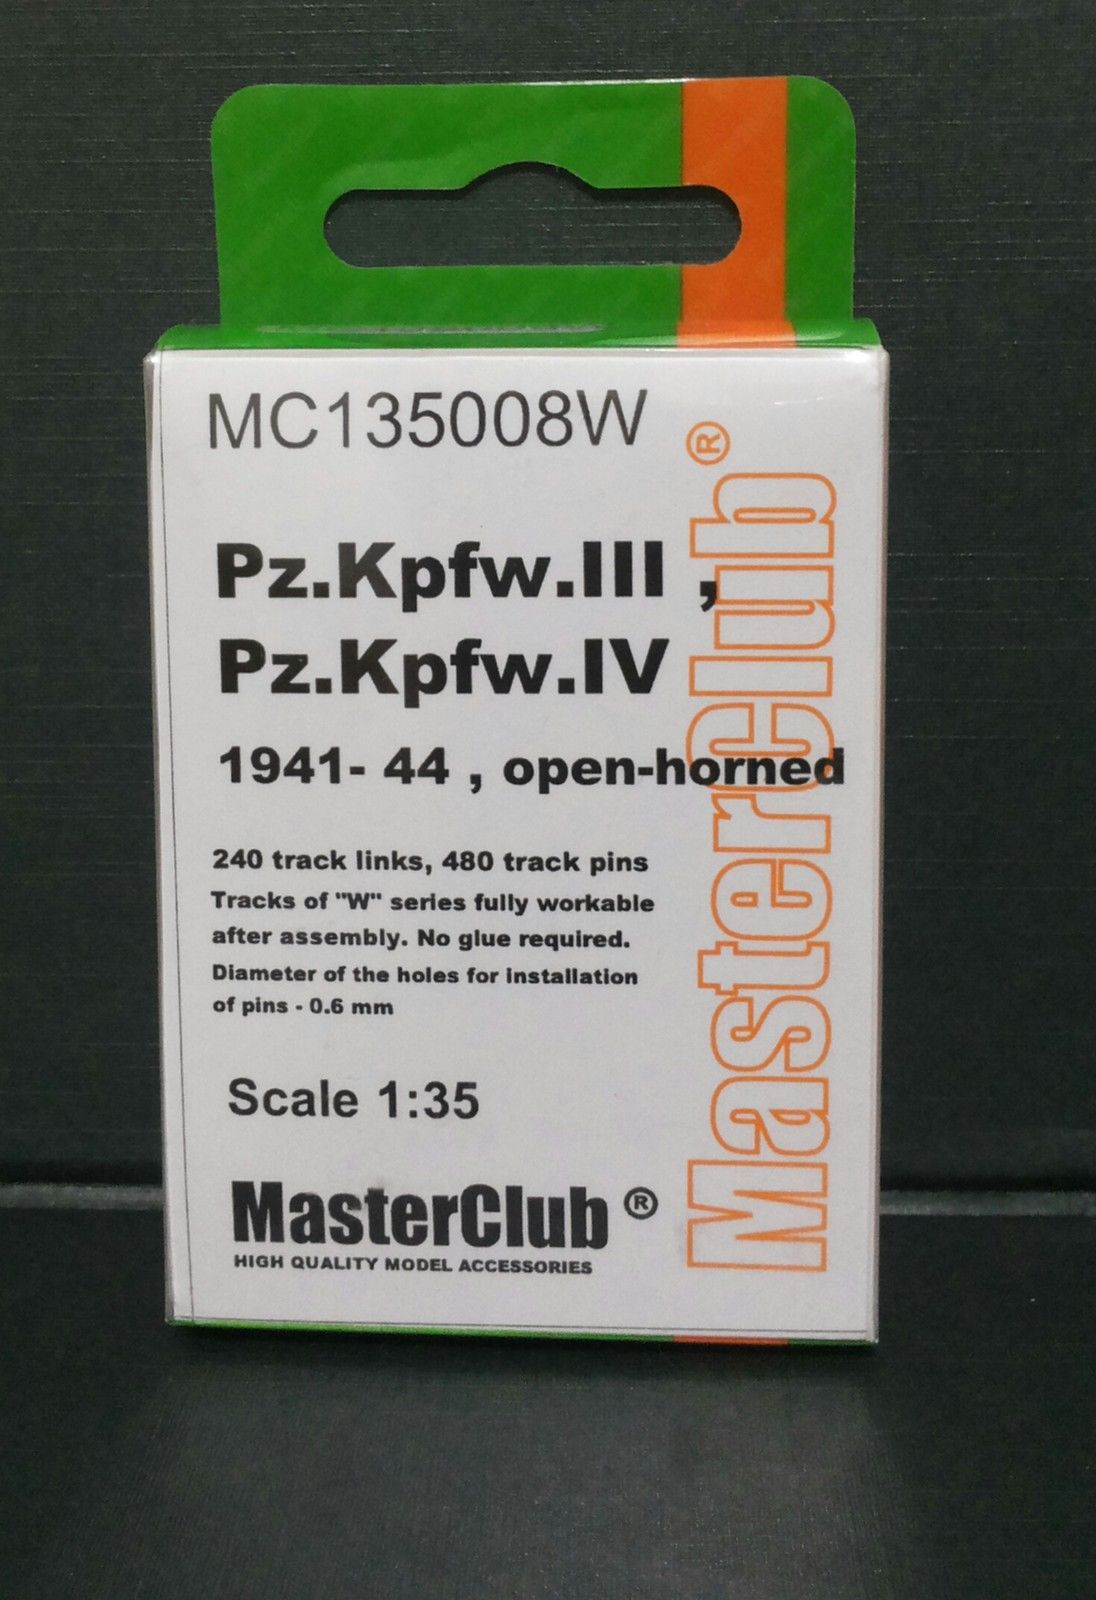 MC135008W
Pz.Kpfw.III ,
Pz.Kpfw.IV
1941- 44 , open-horned
240 track links, 480 track pins
Tracks of "W" series fully workable
after assembly. No glue required.
Diameter of the holes for installation
of pins - 0.6 mm
Scale 1:35
MasterClub ®
HIGH QUALITY MODEL ACCESSORIES
Masterclub®